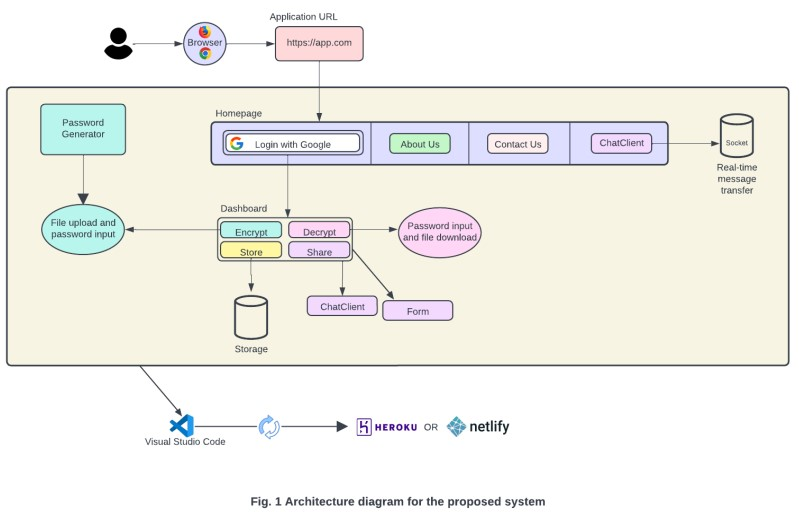 Application URL
Browser
https://app.com
Homepage
Login with Google
About Us
Contact Us
ChatClient
Socket
Real-time
message
transfer
Password
Generator
File upload and
password input
Dashboard
Encrypt
Decrypt
Store
Share
Password input
and file download
ChatClient
Form
Storage
Visual Studio Code
HEROKU OR netlify
Fig. 1 Architecture diagram for the proposed system